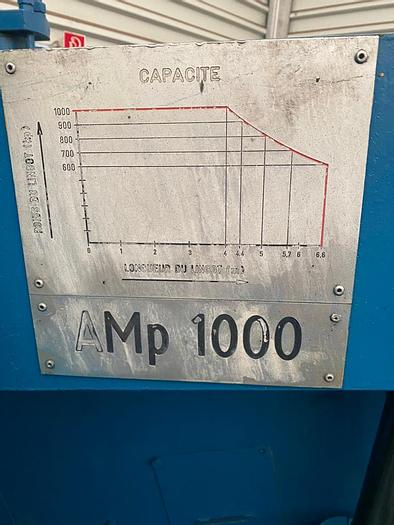 CAPACITE
1000
900
800
700
600
POIDS DU LINGOT (kp)
0 1 2 3 4 4,4 5 5,7 6 6,6
LONGUEUR DU LINGOT (m)
AMp 1000